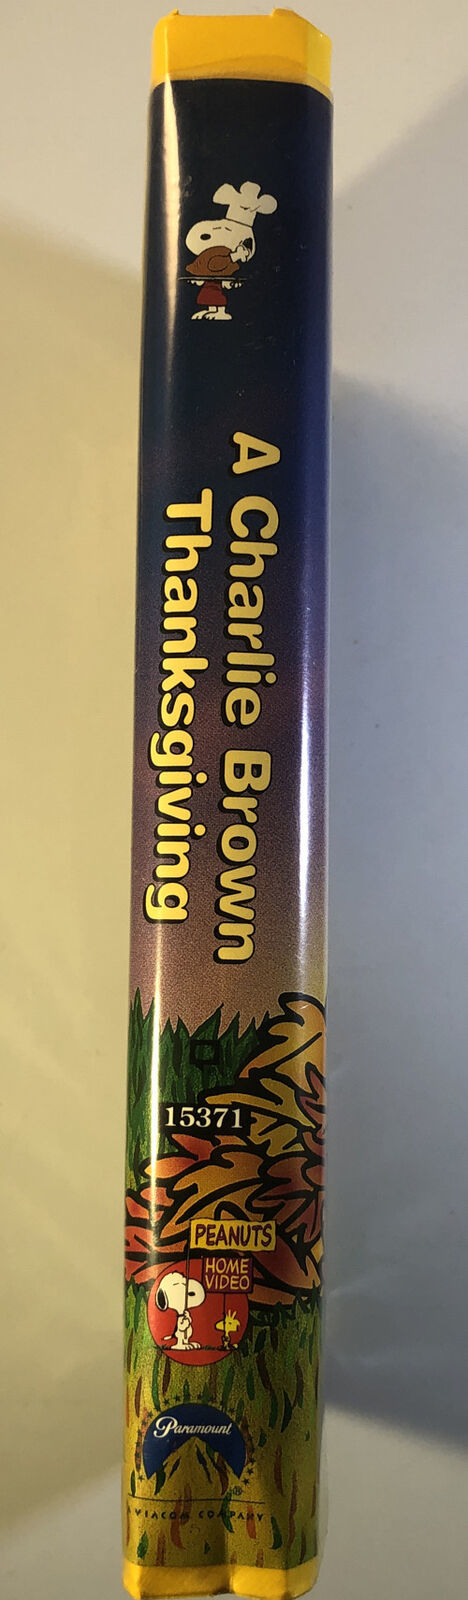 A Charlie Brown
Thanksgiving
15371
PEANUTS
HOME
VIDEO
Paramount
®
A VIACOM COMPANY